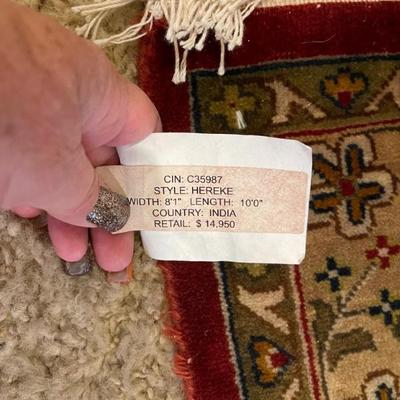 CIN: C35987
STYLE: HEREKE
WIDTH: 8'1" LENGTH: 10'0"
COUNTRY: INDIA
RETAIL: $ 14,950